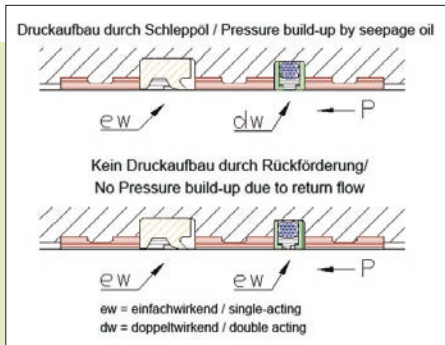 Druckaufbau durch Schleppöl / Pressure build-up by seepage oil
ew dw P
Kein Druckaufbau durch Rückförderung/
No Pressure build-up due to return flow
ew ew P
ew = einfachwirkend / single-acting
dw = doppeltwirkend / double acting